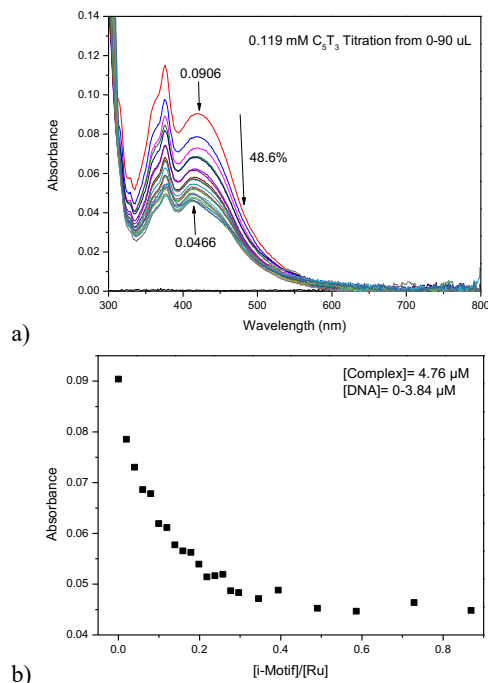 0.119 mM C₅T₃ Titration from 0-90 uL
0.14
0.12
0.10
0.08
0.06
0.04
0.02
0.00
Absorbance
0.0906
48.6%
0.0466
300 400 500 600 700 800
Wavelength (nm)
a)
[Complex]= 4.76 µM
[DNA]= 0-3.84 µM
0.09
0.08
0.07
0.06
0.05
0.04
Absorbance
0.0 0.2 0.4 0.6 0.8
[i-Motif]/[Ru]
b)